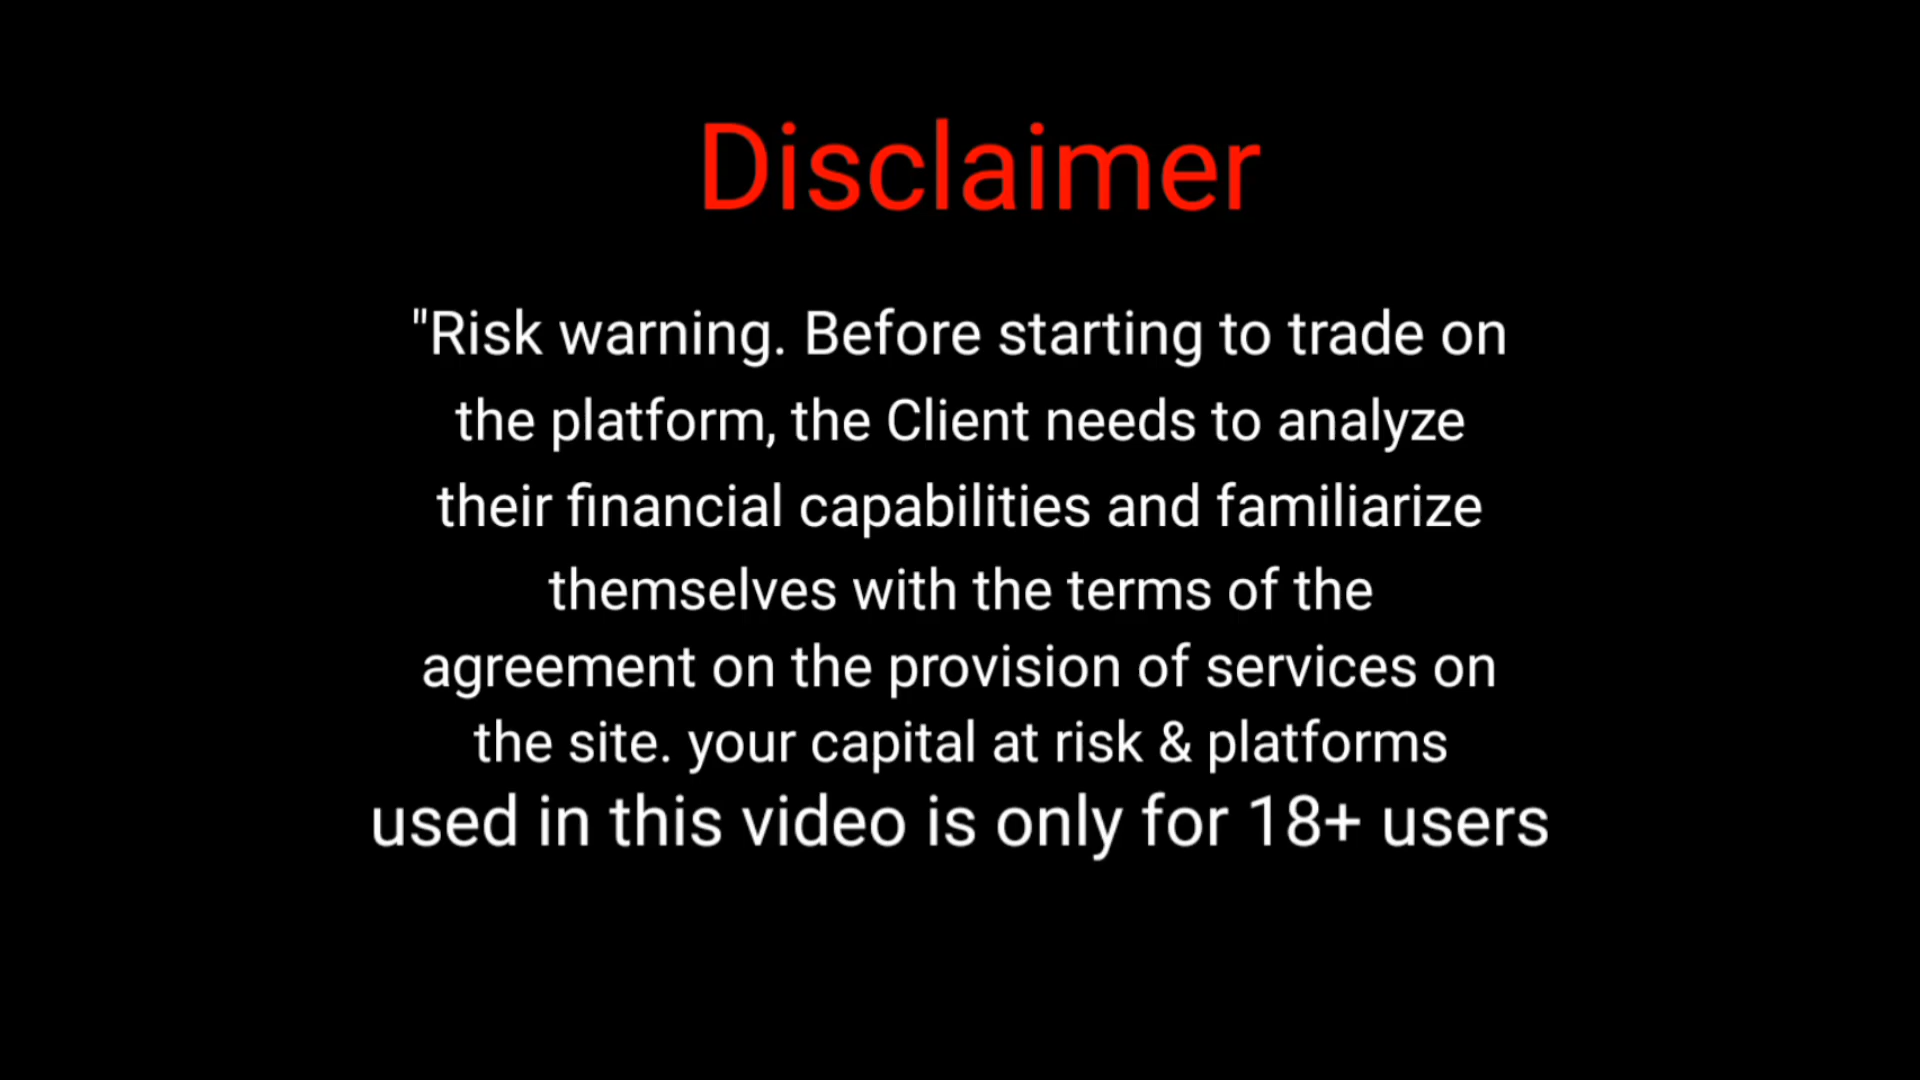 Disclaimer
"Risk warning. Before starting to trade on
the platform, the Client needs to analyze
their financial capabilities and familiarize
themselves with the terms of the
agreement on the provision of services on
the site. your capital at risk & platforms
used in this video is only for 18+ users